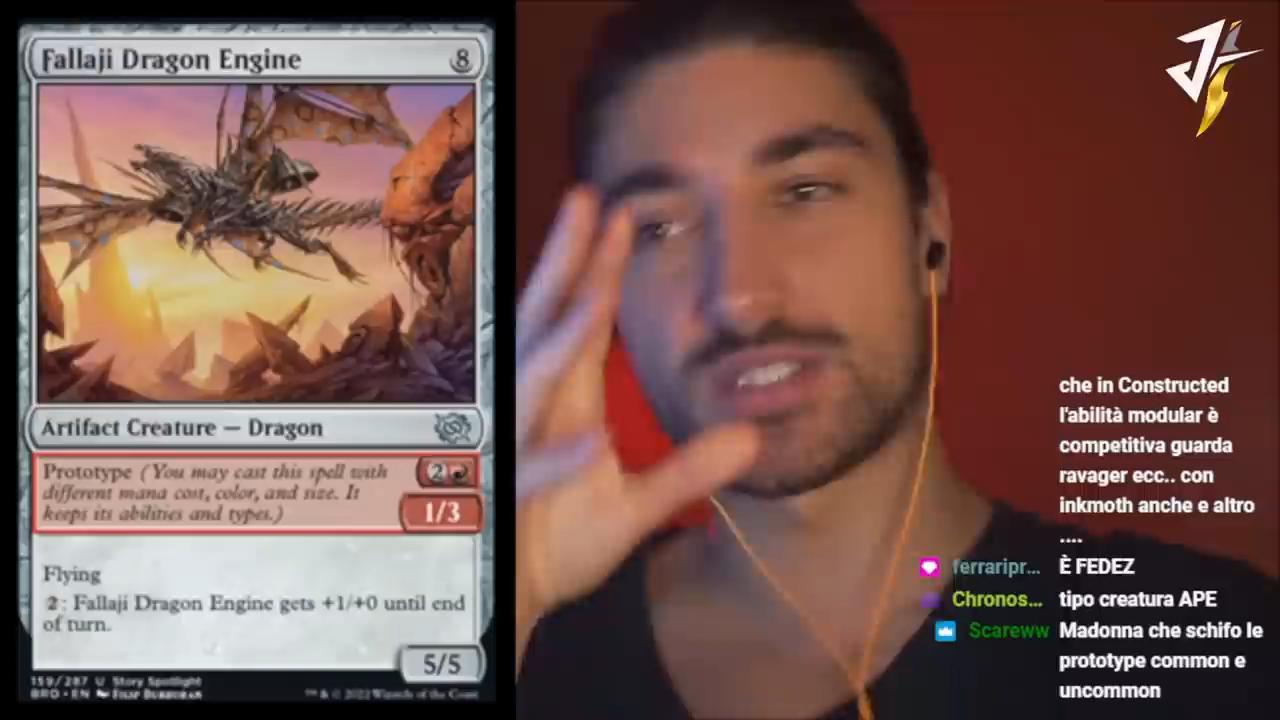 Fallaji Dragon Engine 8
Artifact Creature — Dragon
Prototype (You may cast this spell with 2
different mana cost, color, and size. It
keeps its abilities and types.) 1/3
Flying
2: Fallaji Dragon Engine gets +1/+0 until end
of turn.
5/5
159/287 U Story Spotlight
BRO • EN
™ & © 2022 Wizards of the Coast
che in Constructed
l'abilità modular è
competitiva guarda
ravager ecc.. con
inkmoth anche e altro
....
ferraripr... È FEDEZ
Chronos... tipo creatura APE
Scareww Madonna che schifo le
prototype common e
uncommon